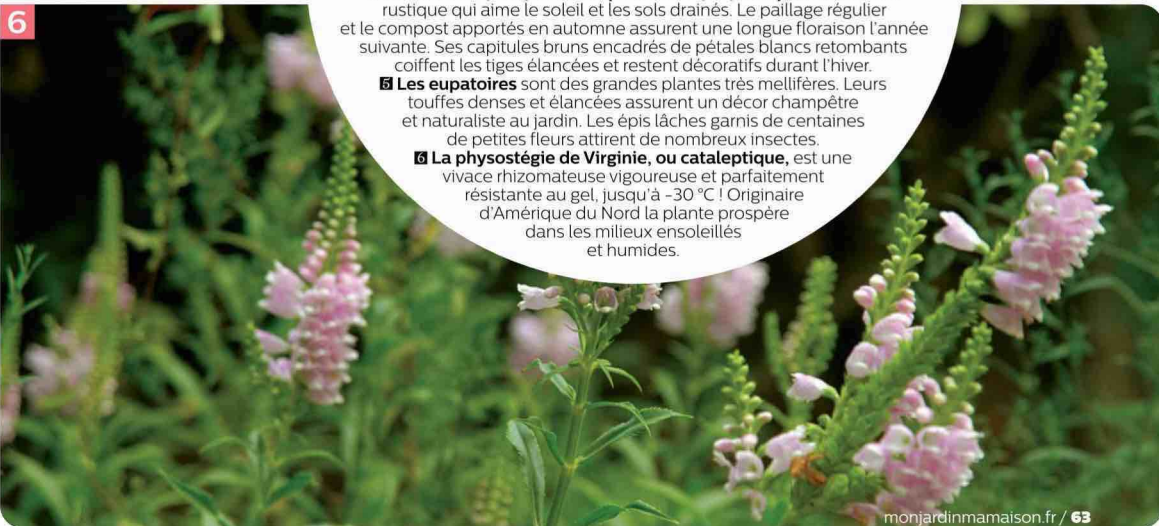 6
rustique qui aime le soleil et les sols drainés. Le paillage régulier
et le compost apportés en automne assurent une longue floraison l'année
suivante. Ses capitules bruns encadrés de pétales blancs retombants
coiffent les tiges élancées et restent décoratifs durant l'hiver.
5 Les eupatoires sont des grandes plantes très mellifères. Leurs
touffes denses et élancées assurent un décor champêtre
et naturaliste au jardin. Les épis lâches garnis de centaines
de petites fleurs attirent de nombreux insectes.
6 La physostégie de Virginie, ou cataleptique, est une
vivace rhizomateuse vigoureuse et parfaitement
résistante au gel, jusqu'à -30 °C ! Originaire
d'Amérique du Nord la plante prospère
dans les milieux ensoleillés
et humides.
monjardinmamaison.fr / 63